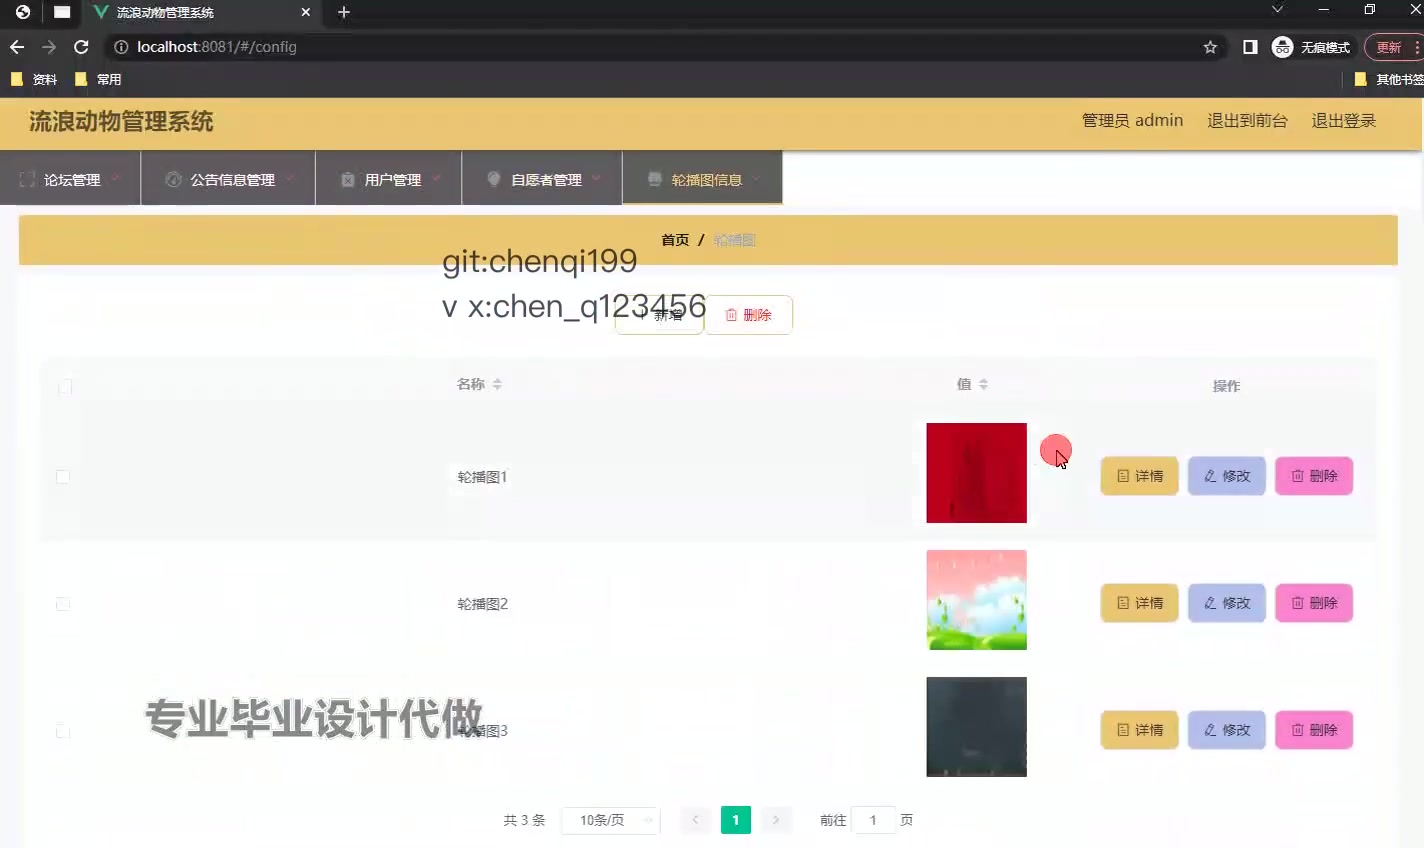 流浪动物管理系统
localhost:8081/#/config
无痕模式
更新
资料
常用
其他书签
流浪动物管理系统
管理员 admin
退出到前台
退出登录
论坛管理
公告信息管理
用户管理
自愿者管理
轮播图信息
首页 / 轮播图
git:chenqi199
v x:chen_q123456
新增
删除
名称
值
操作
轮播图1
详情
修改
删除
轮播图2
详情
修改
删除
专业毕业设计代做
轮播图3
详情
修改
删除
共 3 条
10条/页
1
前往 1 页